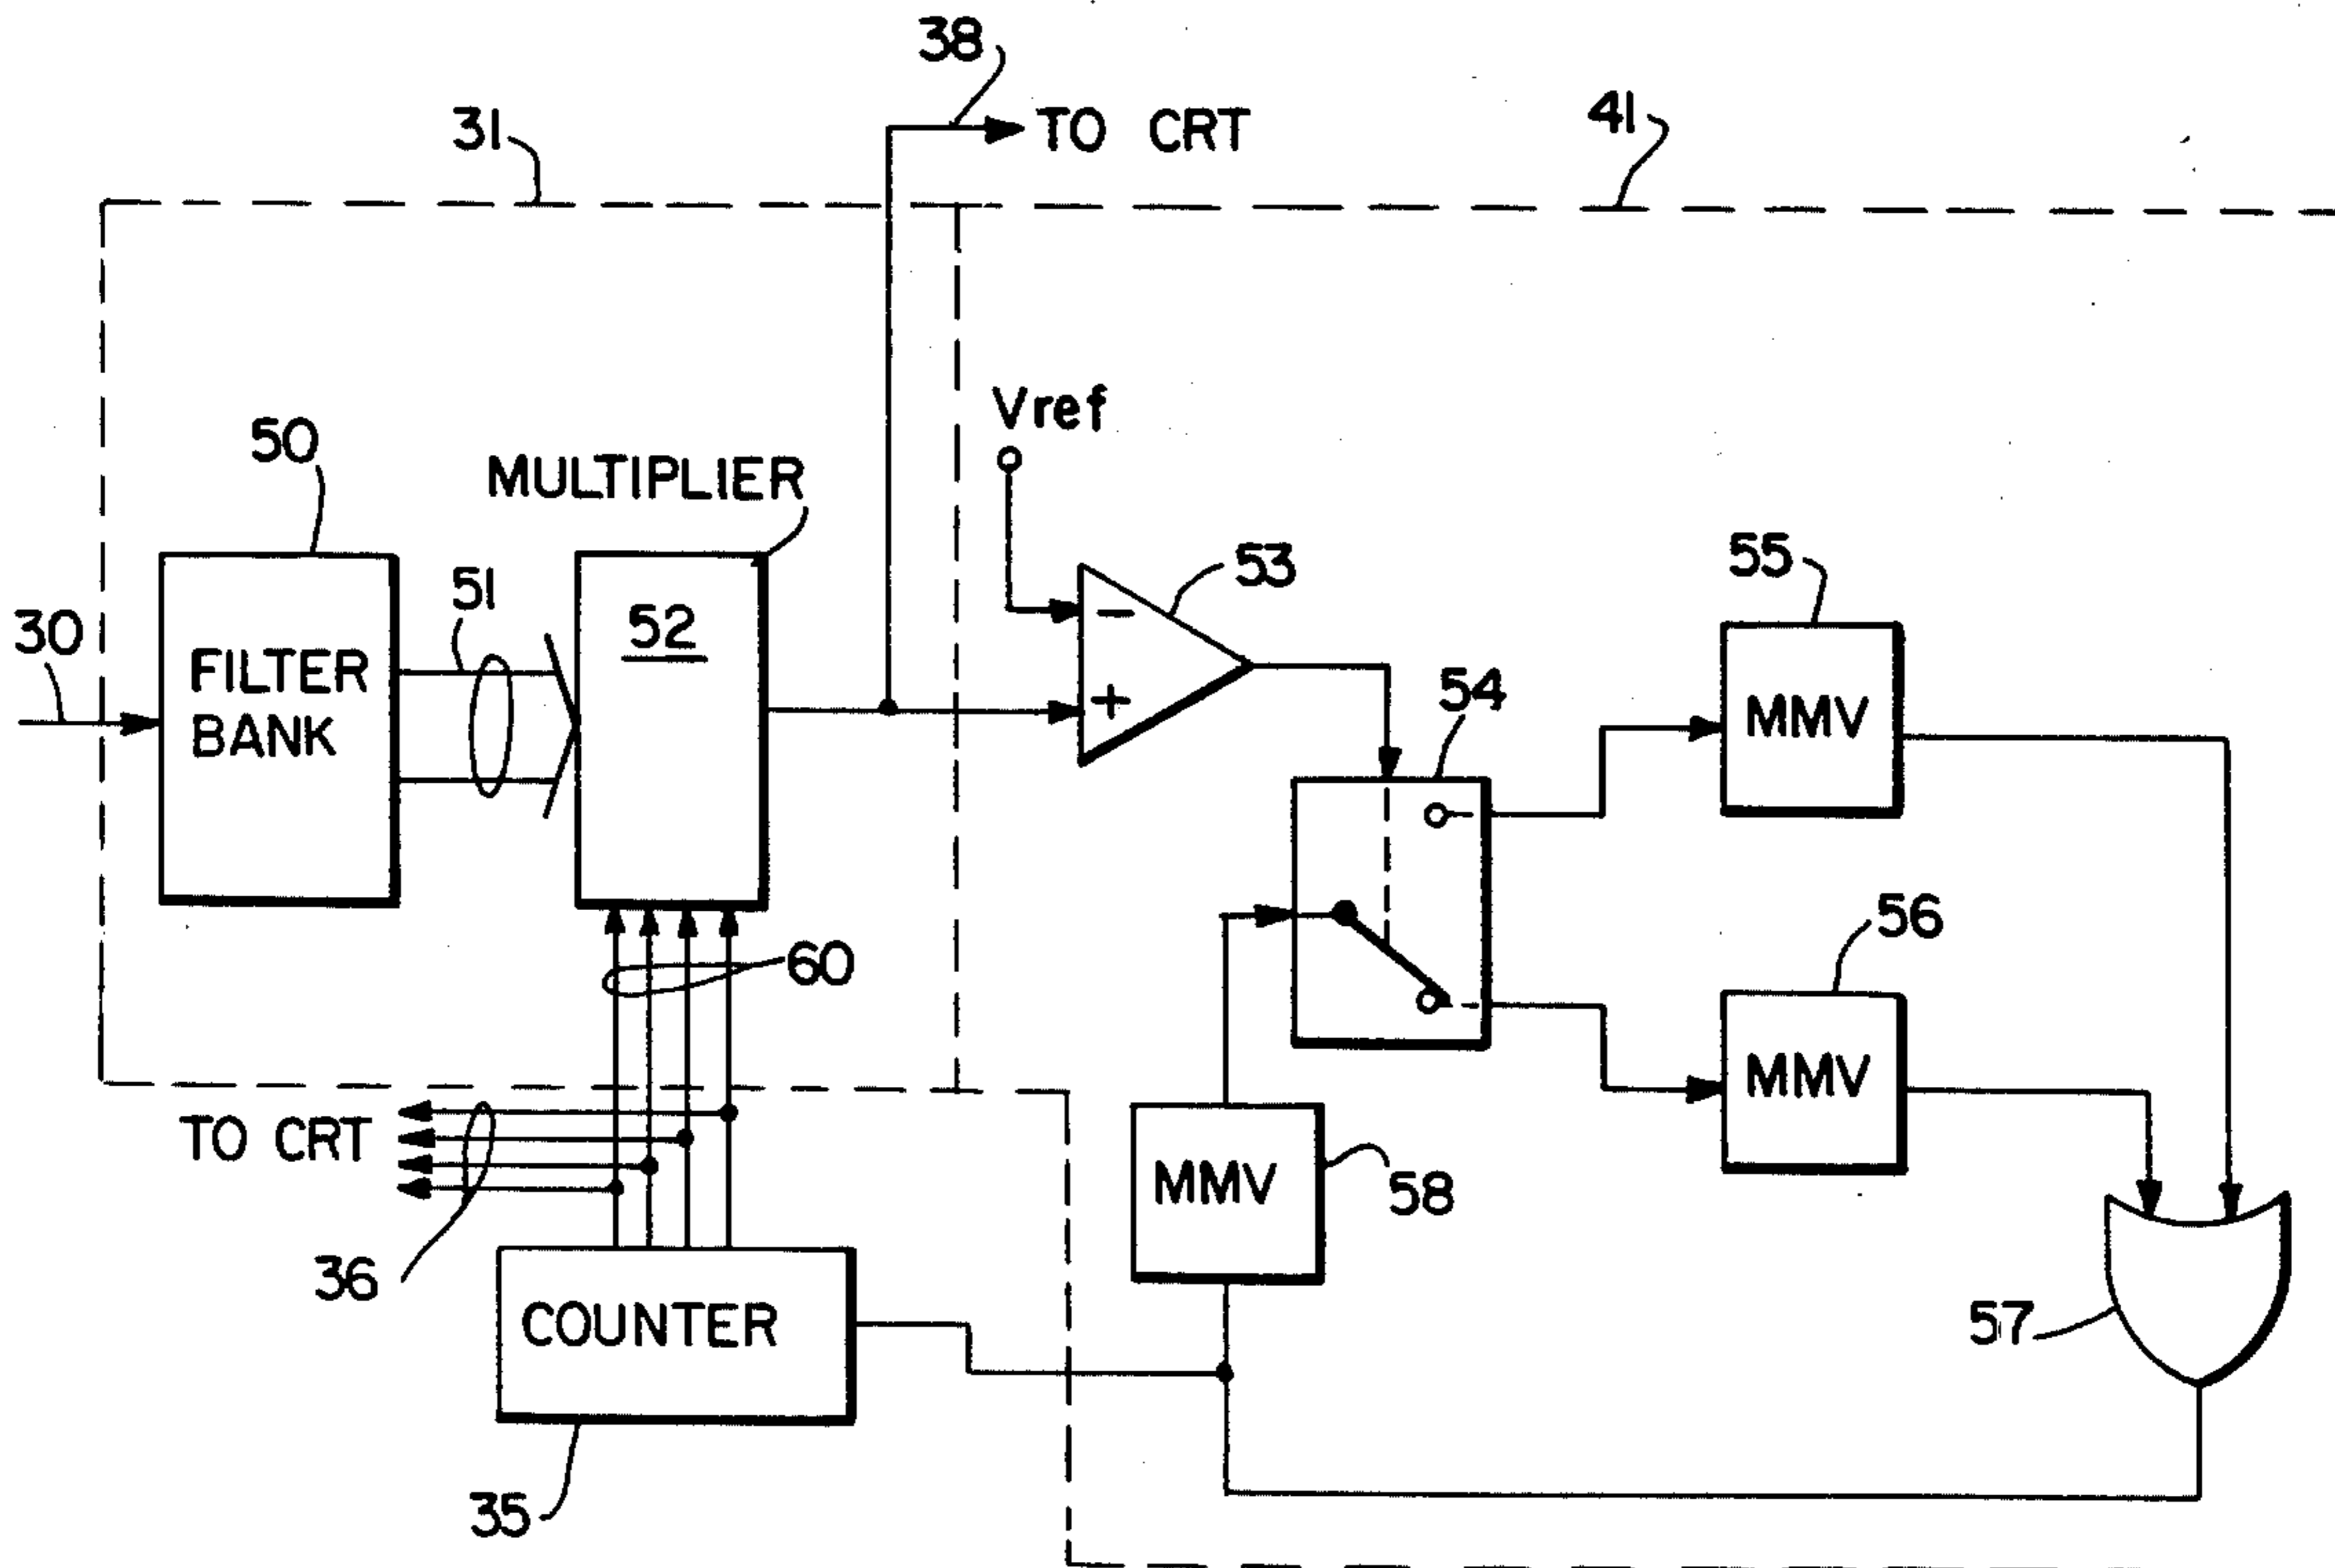 38
TO CRT
31
41
Vref
50
MULTIPLIER
53
55
51
52
30
FILTER
BANK
−
+
54
MMV
56
60
MMV
TO CRT
MMV
58
36
COUNTER
57
35